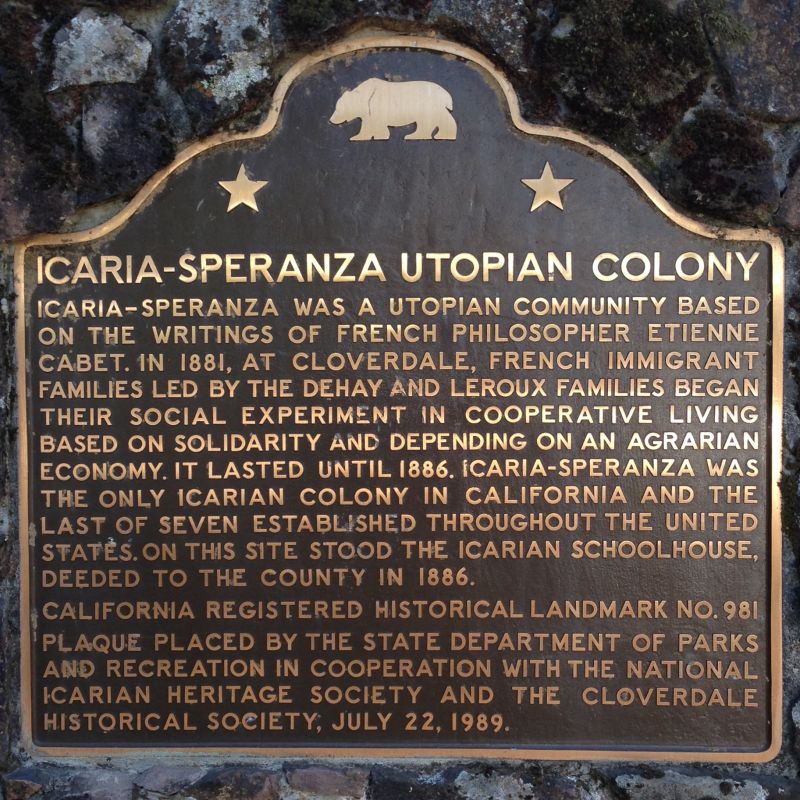 ICARIA-SPERANZA UTOPIAN COLONY
ICARIA-SPERANZA WAS A UTOPIAN COMMUNITY BASED
ON THE WRITINGS OF FRENCH PHILOSOPHER ETIENNE
CABET. IN 1881, AT CLOVERDALE, FRENCH IMMIGRANT
FAMILIES LED BY THE DEHAY AND LEROUX FAMILIES BEGAN
THEIR SOCIAL EXPERIMENT IN COOPERATIVE LIVING
BASED ON SOLIDARITY AND DEPENDING ON AN AGRARIAN
ECONOMY. IT LASTED UNTIL 1886. ICARIA-SPERANZA WAS
THE ONLY ICARIAN COLONY IN CALIFORNIA AND THE
LAST OF SEVEN ESTABLISHED THROUGHOUT THE UNITED
STATES. ON THIS SITE STOOD THE ICARIAN SCHOOLHOUSE,
DEEDED TO THE COUNTY IN 1886.
CALIFORNIA REGISTERED HISTORICAL LANDMARK NO. 981
PLAQUE PLACED BY THE STATE DEPARTMENT OF PARKS
AND RECREATION IN COOPERATION WITH THE NATIONAL
ICARIAN HERITAGE SOCIETY AND THE CLOVERDALE
HISTORICAL SOCIETY, JULY 22, 1989.